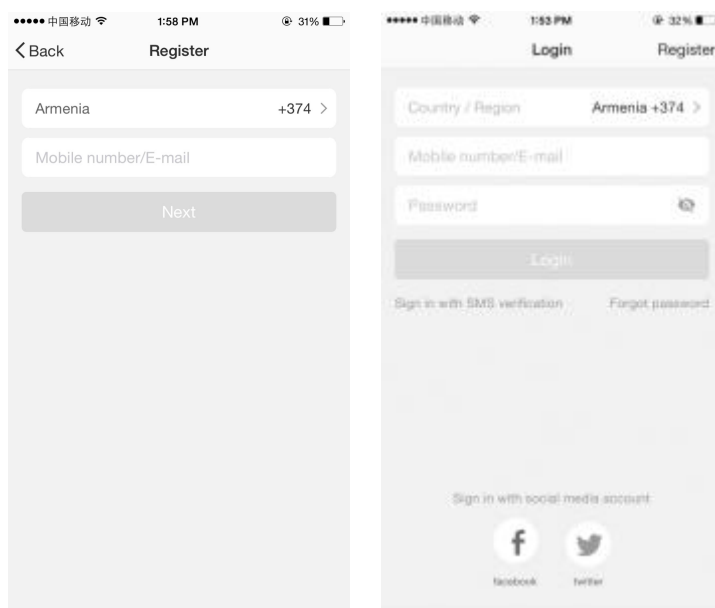 中国移动 1:58 PM 31%
Back Register
Armenia +374
Mobile number/E-mail
Next
中国移动 1:53 PM 32%
Login Register
Country / Region Armenia +374
Mobile number/E-mail
Password
Login
Sign in with SMS verification Forgot password
Sign in with social media account
facebook twitter